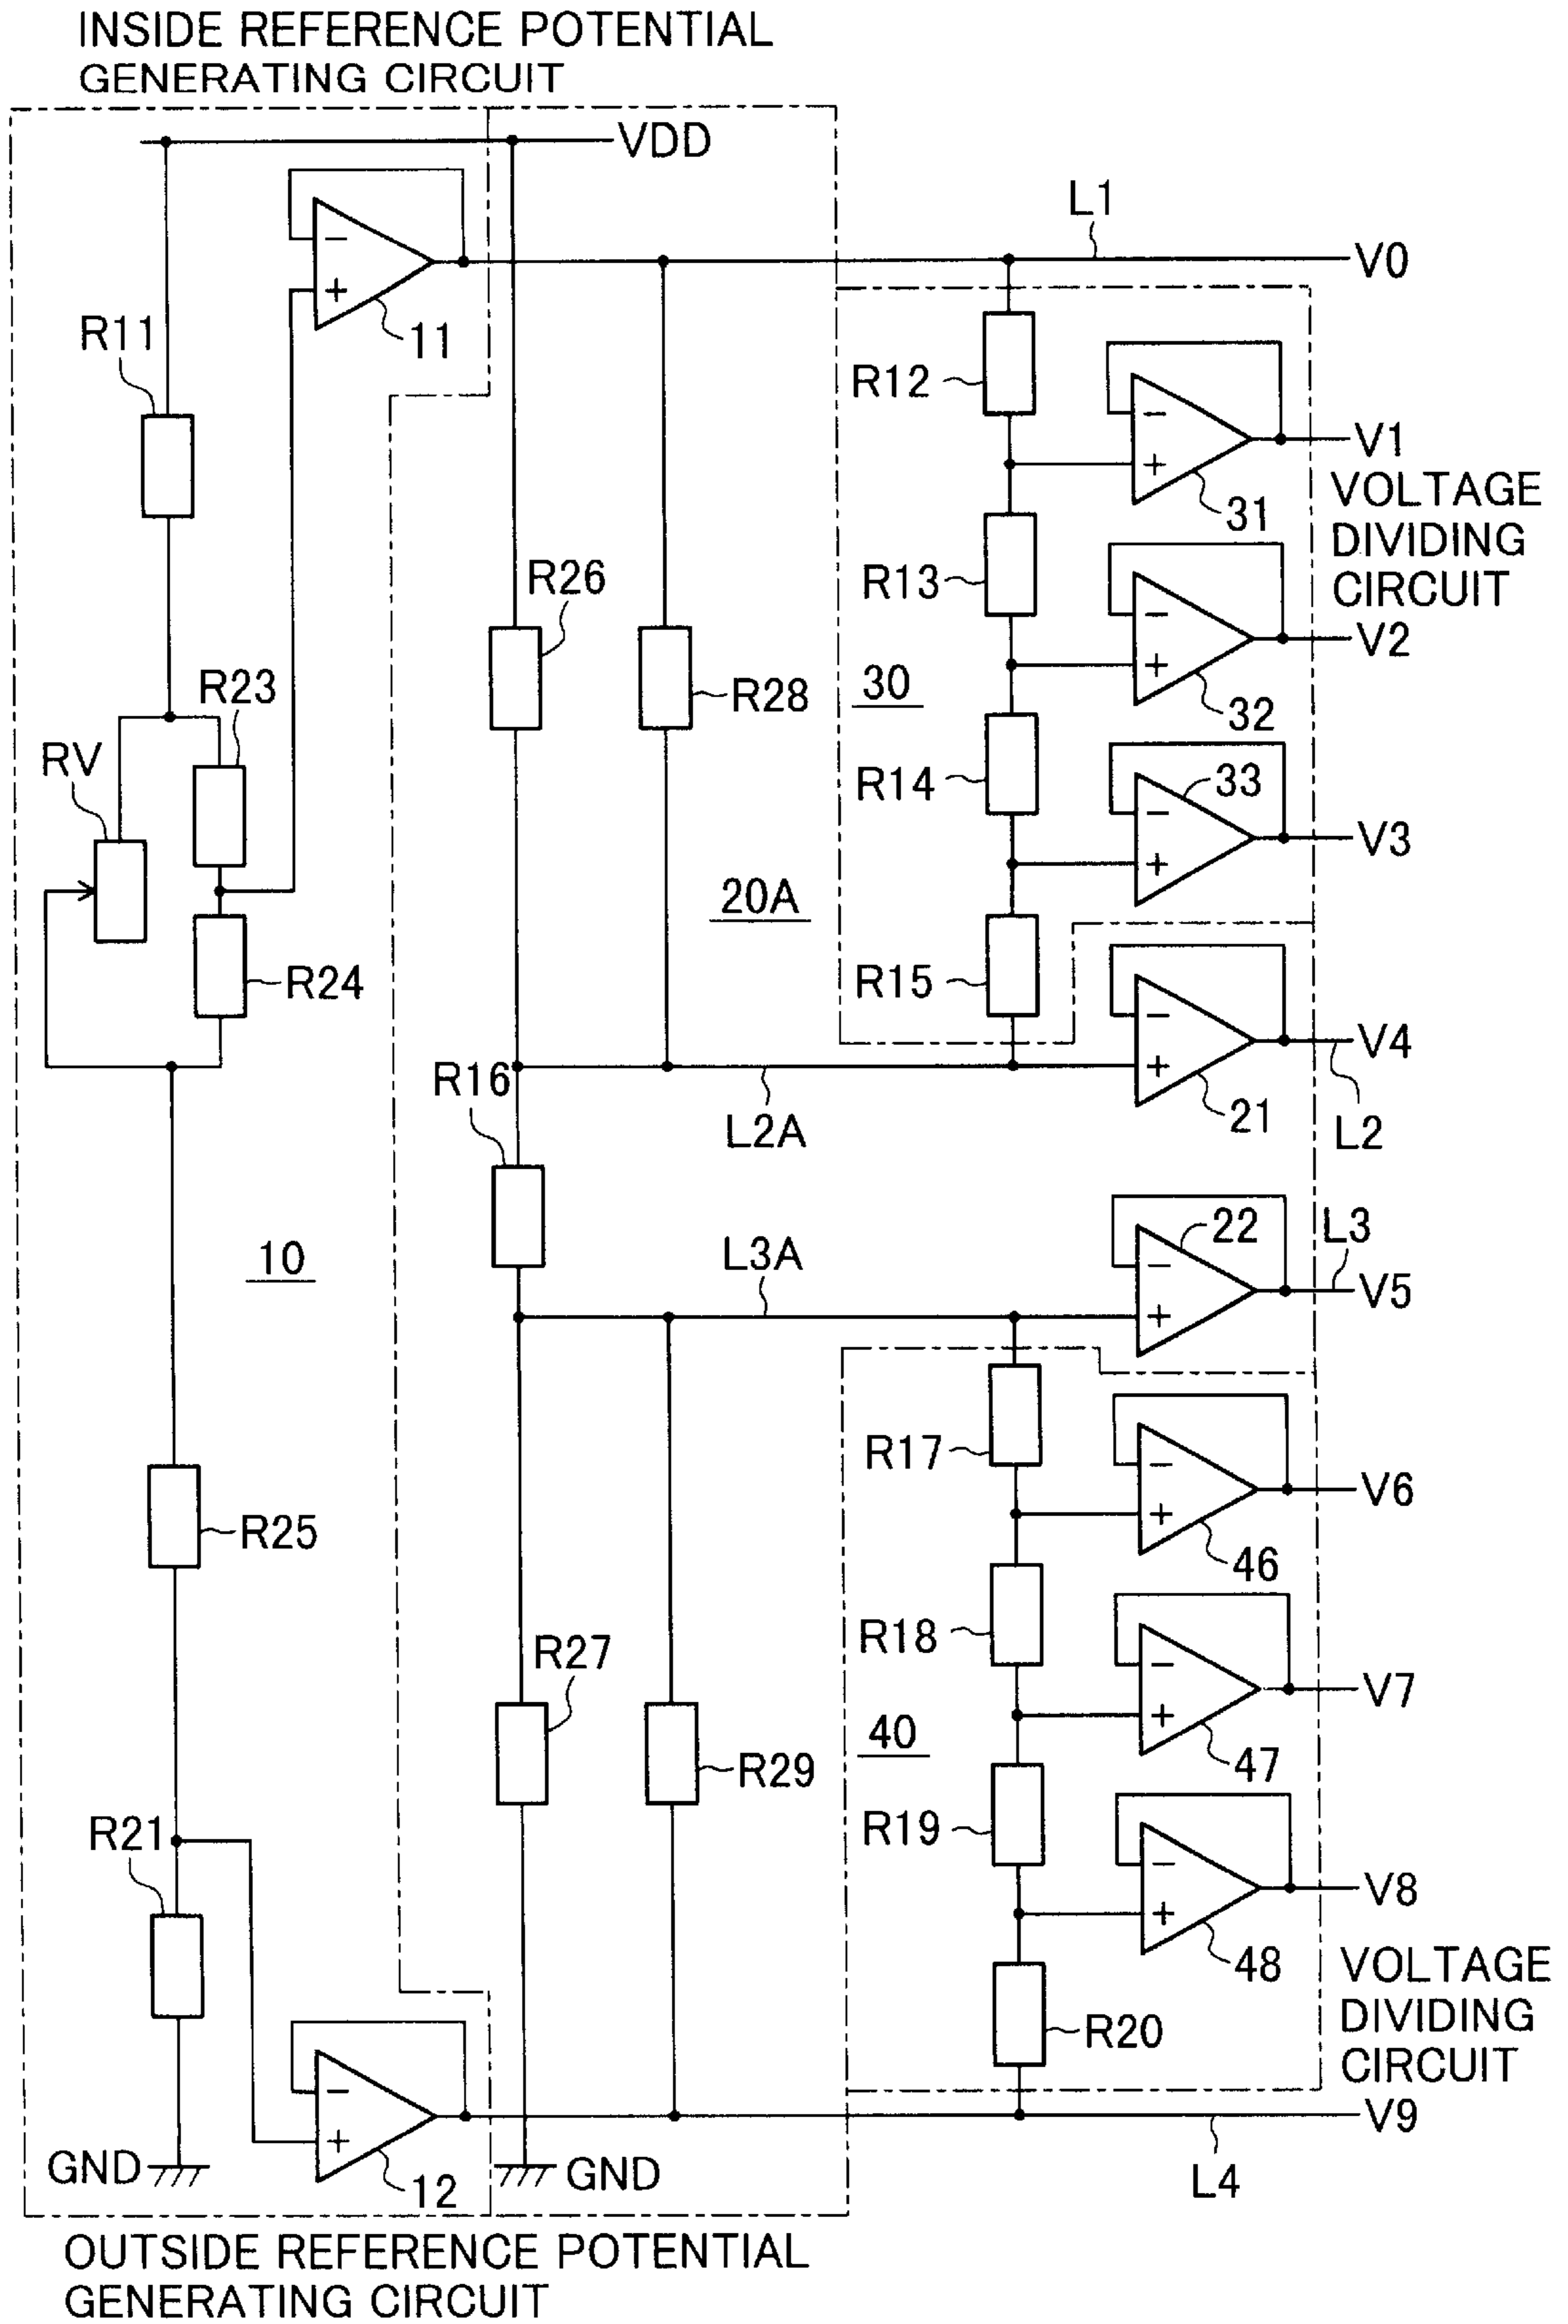 INSIDE REFERENCE POTENTIAL
GENERATING CIRCUIT
VDD
L1
V0
−
+
11
R11
R12
−
+
V1
31
VOLTAGE
DIVIDING
CIRCUIT
R26
R13
−
+
V2
32
30
R23
R28
RV
R14
33
−
+
V3
20A
R24
R15
−
+
V4
R16
L2A
21
L2
10
L3A
22
L3
−
+
V5
R17
−
+
V6
46
R25
R18
−
+
V7
47
R27
40
R29
R21
R19
−
+
V8
48
VOLTAGE
DIVIDING
CIRCUIT
R20
−
+
V9
GND
12
GND
L4
OUTSIDE REFERENCE POTENTIAL
GENERATING CIRCUIT